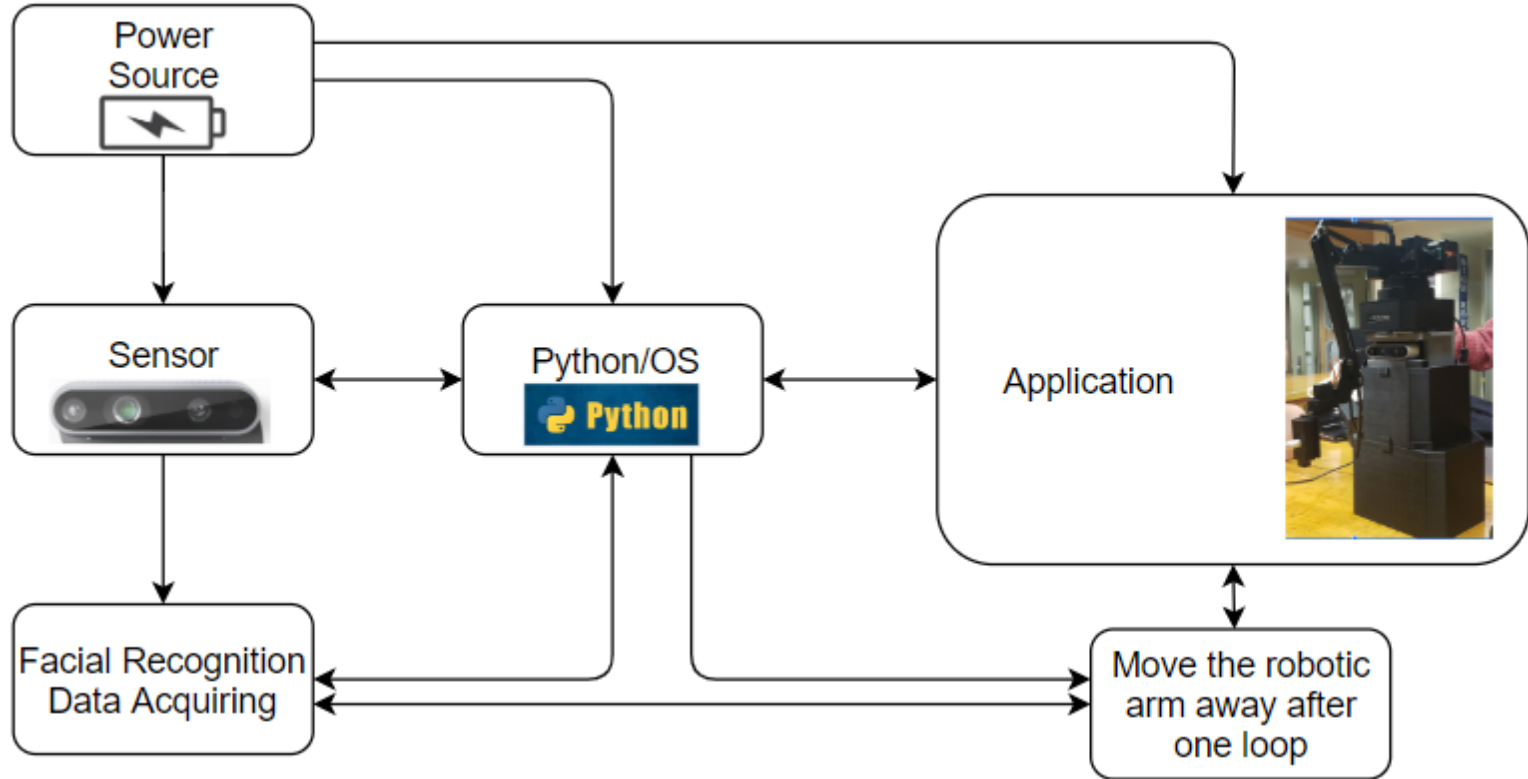 Power
Source
Sensor
Python/OS
Python
Application
Facial Recognition
Data Acquiring
Move the robotic
arm away after
one loop